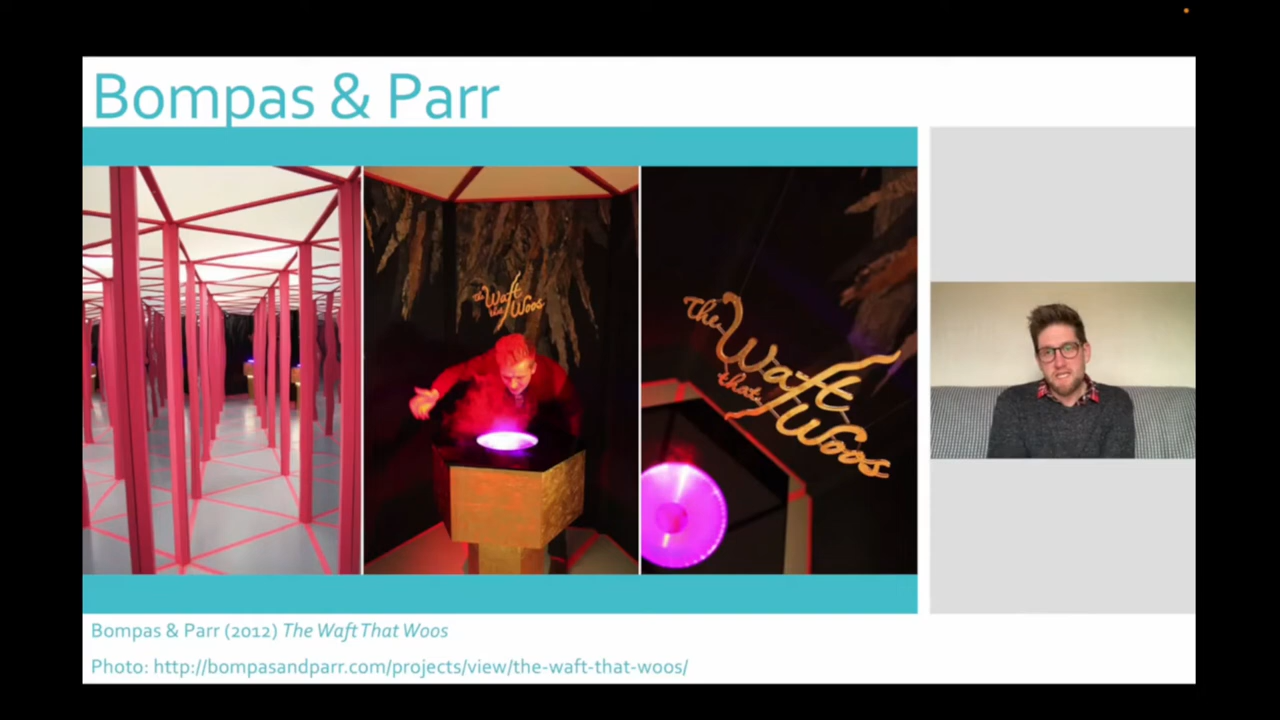 Bompas & Parr
The Waft
that Woos
The
Waft
that
Woos
Bompas & Parr (2012) The Waft That Woos
Photo: http://bompasandparr.com/projects/view/the-waft-that-woos/